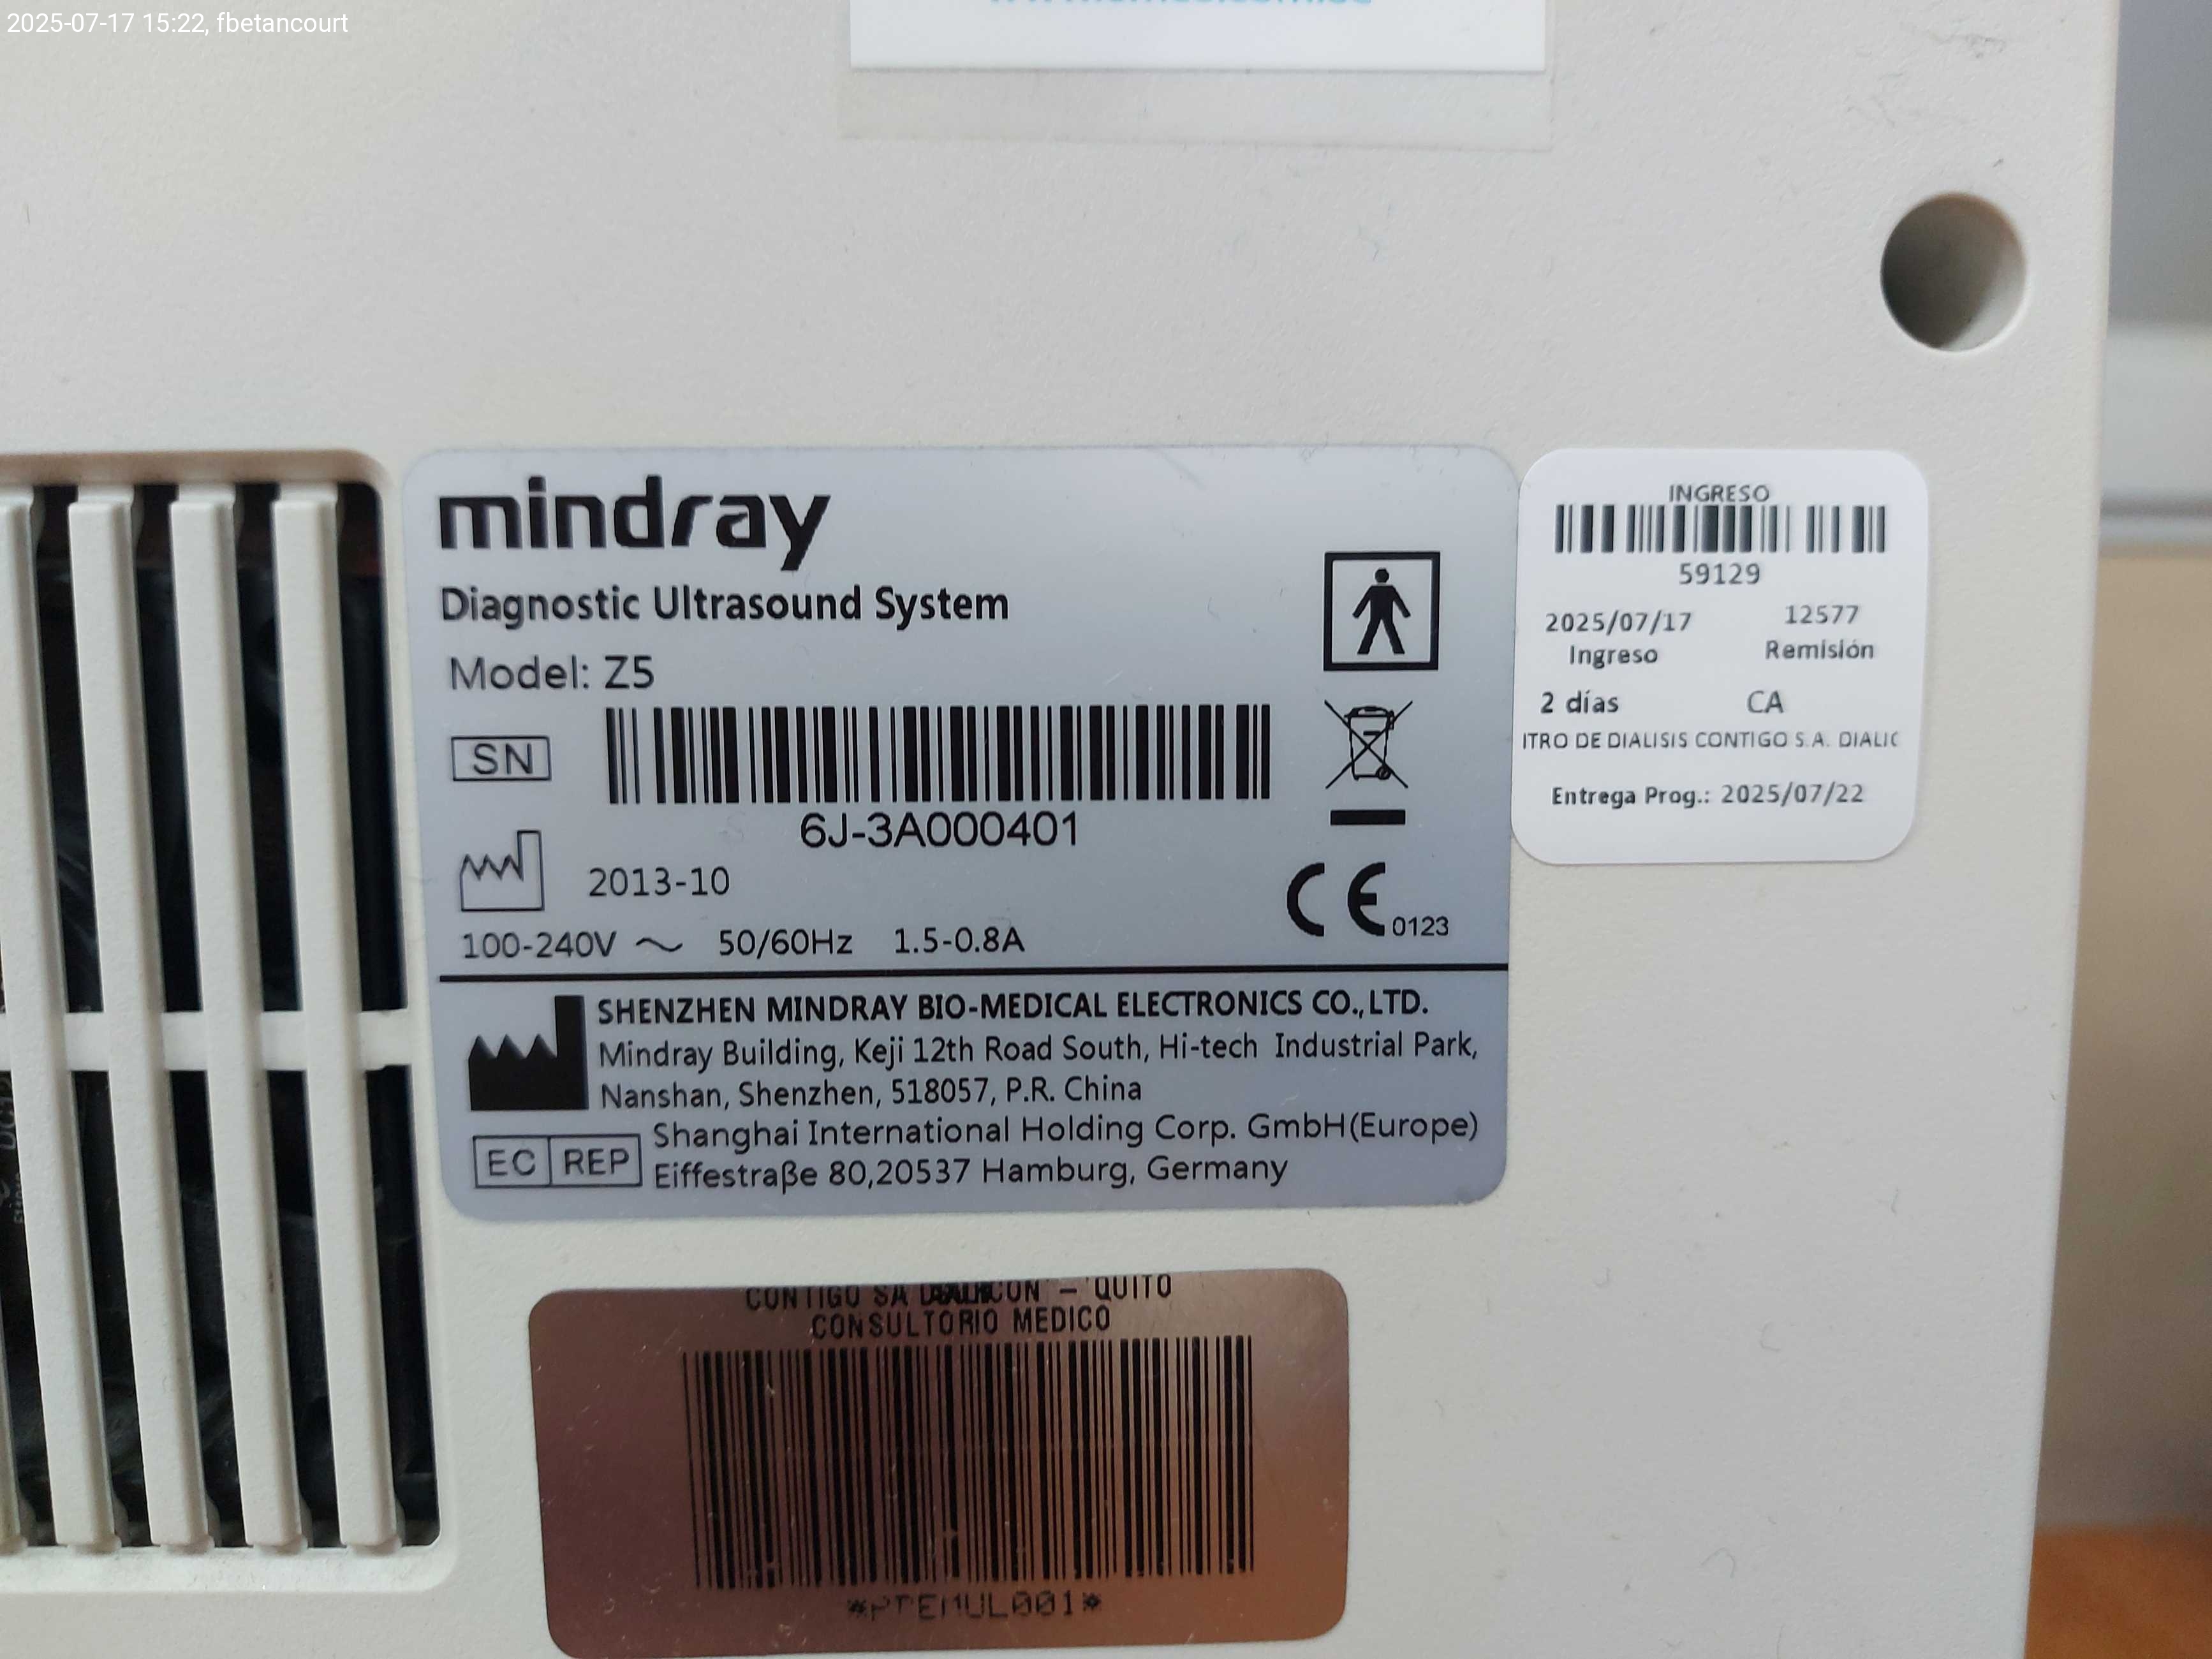 2025-07-17 15:22, fbetancourt
mindray
Diagnostic Ultrasound System
Model: Z5
SN
6J-3A000401
2013-10
100-240V ~ 50/60Hz 1.5-0.8A
CE 0123
SHENZHEN MINDRAY BIO-MEDICAL ELECTRONICS CO.,LTD.
Mindray Building, Keji 12th Road South, Hi-tech Industrial Park,
Nanshan, Shenzhen, 518057, P.R. China
EC REP
Shanghai International Holding Corp. GmbH(Europe)
Eiffestraße 80,20537 Hamburg, Germany
INGRESO
59129
2025/07/17 12577
Ingreso Remisión
2 días CA
ITRO DE DIALISIS CONTIGO S.A. DIALIC
Entrega Prog.: 2025/07/22
CONTIGO SA - QUITO
CONSULTORIO MEDICO